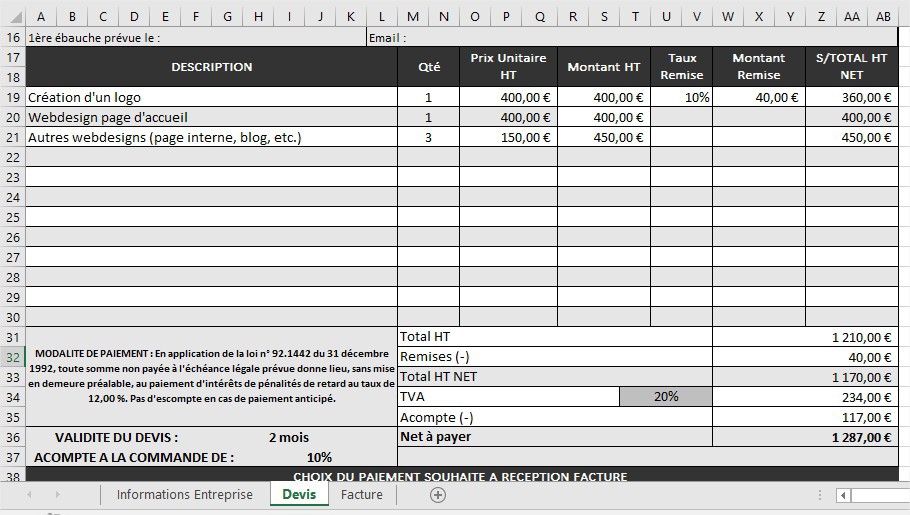 A B C D E F G H I J K L M N O P Q R S T U V W X Y Z AA AB
16 1ère ébauche prévue le : Email :
17 DESCRIPTION Qté Prix Unitaire HT Montant HT Taux Remise Montant Remise S/TOTAL HT NET
18
19 Création d'un logo 1 400,00 € 400,00 € 10% 40,00 € 360,00 €
20 Webdesign page d'accueil 1 400,00 € 400,00 € 400,00 €
21 Autres webdesigns (page interne, blog, etc.) 3 150,00 € 450,00 € 450,00 €
22
23
24
25
26
27
28
29
30
31 Total HT 1 210,00 €
32 MODALITE DE PAIEMENT : En application de la loi n° 92.1442 du 31 décembre Remises (-) 40,00 €
1992, toute somme non payée à l'échéance légale prévue donne lieu, sans mise
33 Total HT NET 1 170,00 €
en demeure préalable, au paiement d'intérêts de pénalités de retard au taux de
34 12,00 %. Pas d'escompte en cas de paiement anticipé. TVA 20% 234,00 €
35 Acompte (-) 117,00 €
36 VALIDITE DU DEVIS : 2 mois Net à payer 1 287,00 €
37 ACOMPTE A LA COMMANDE DE : 10%
38 CHOIX DU PAIEMENT SOUHAITE A RECEPTION FACTURE
Informations Entreprise Devis Facture